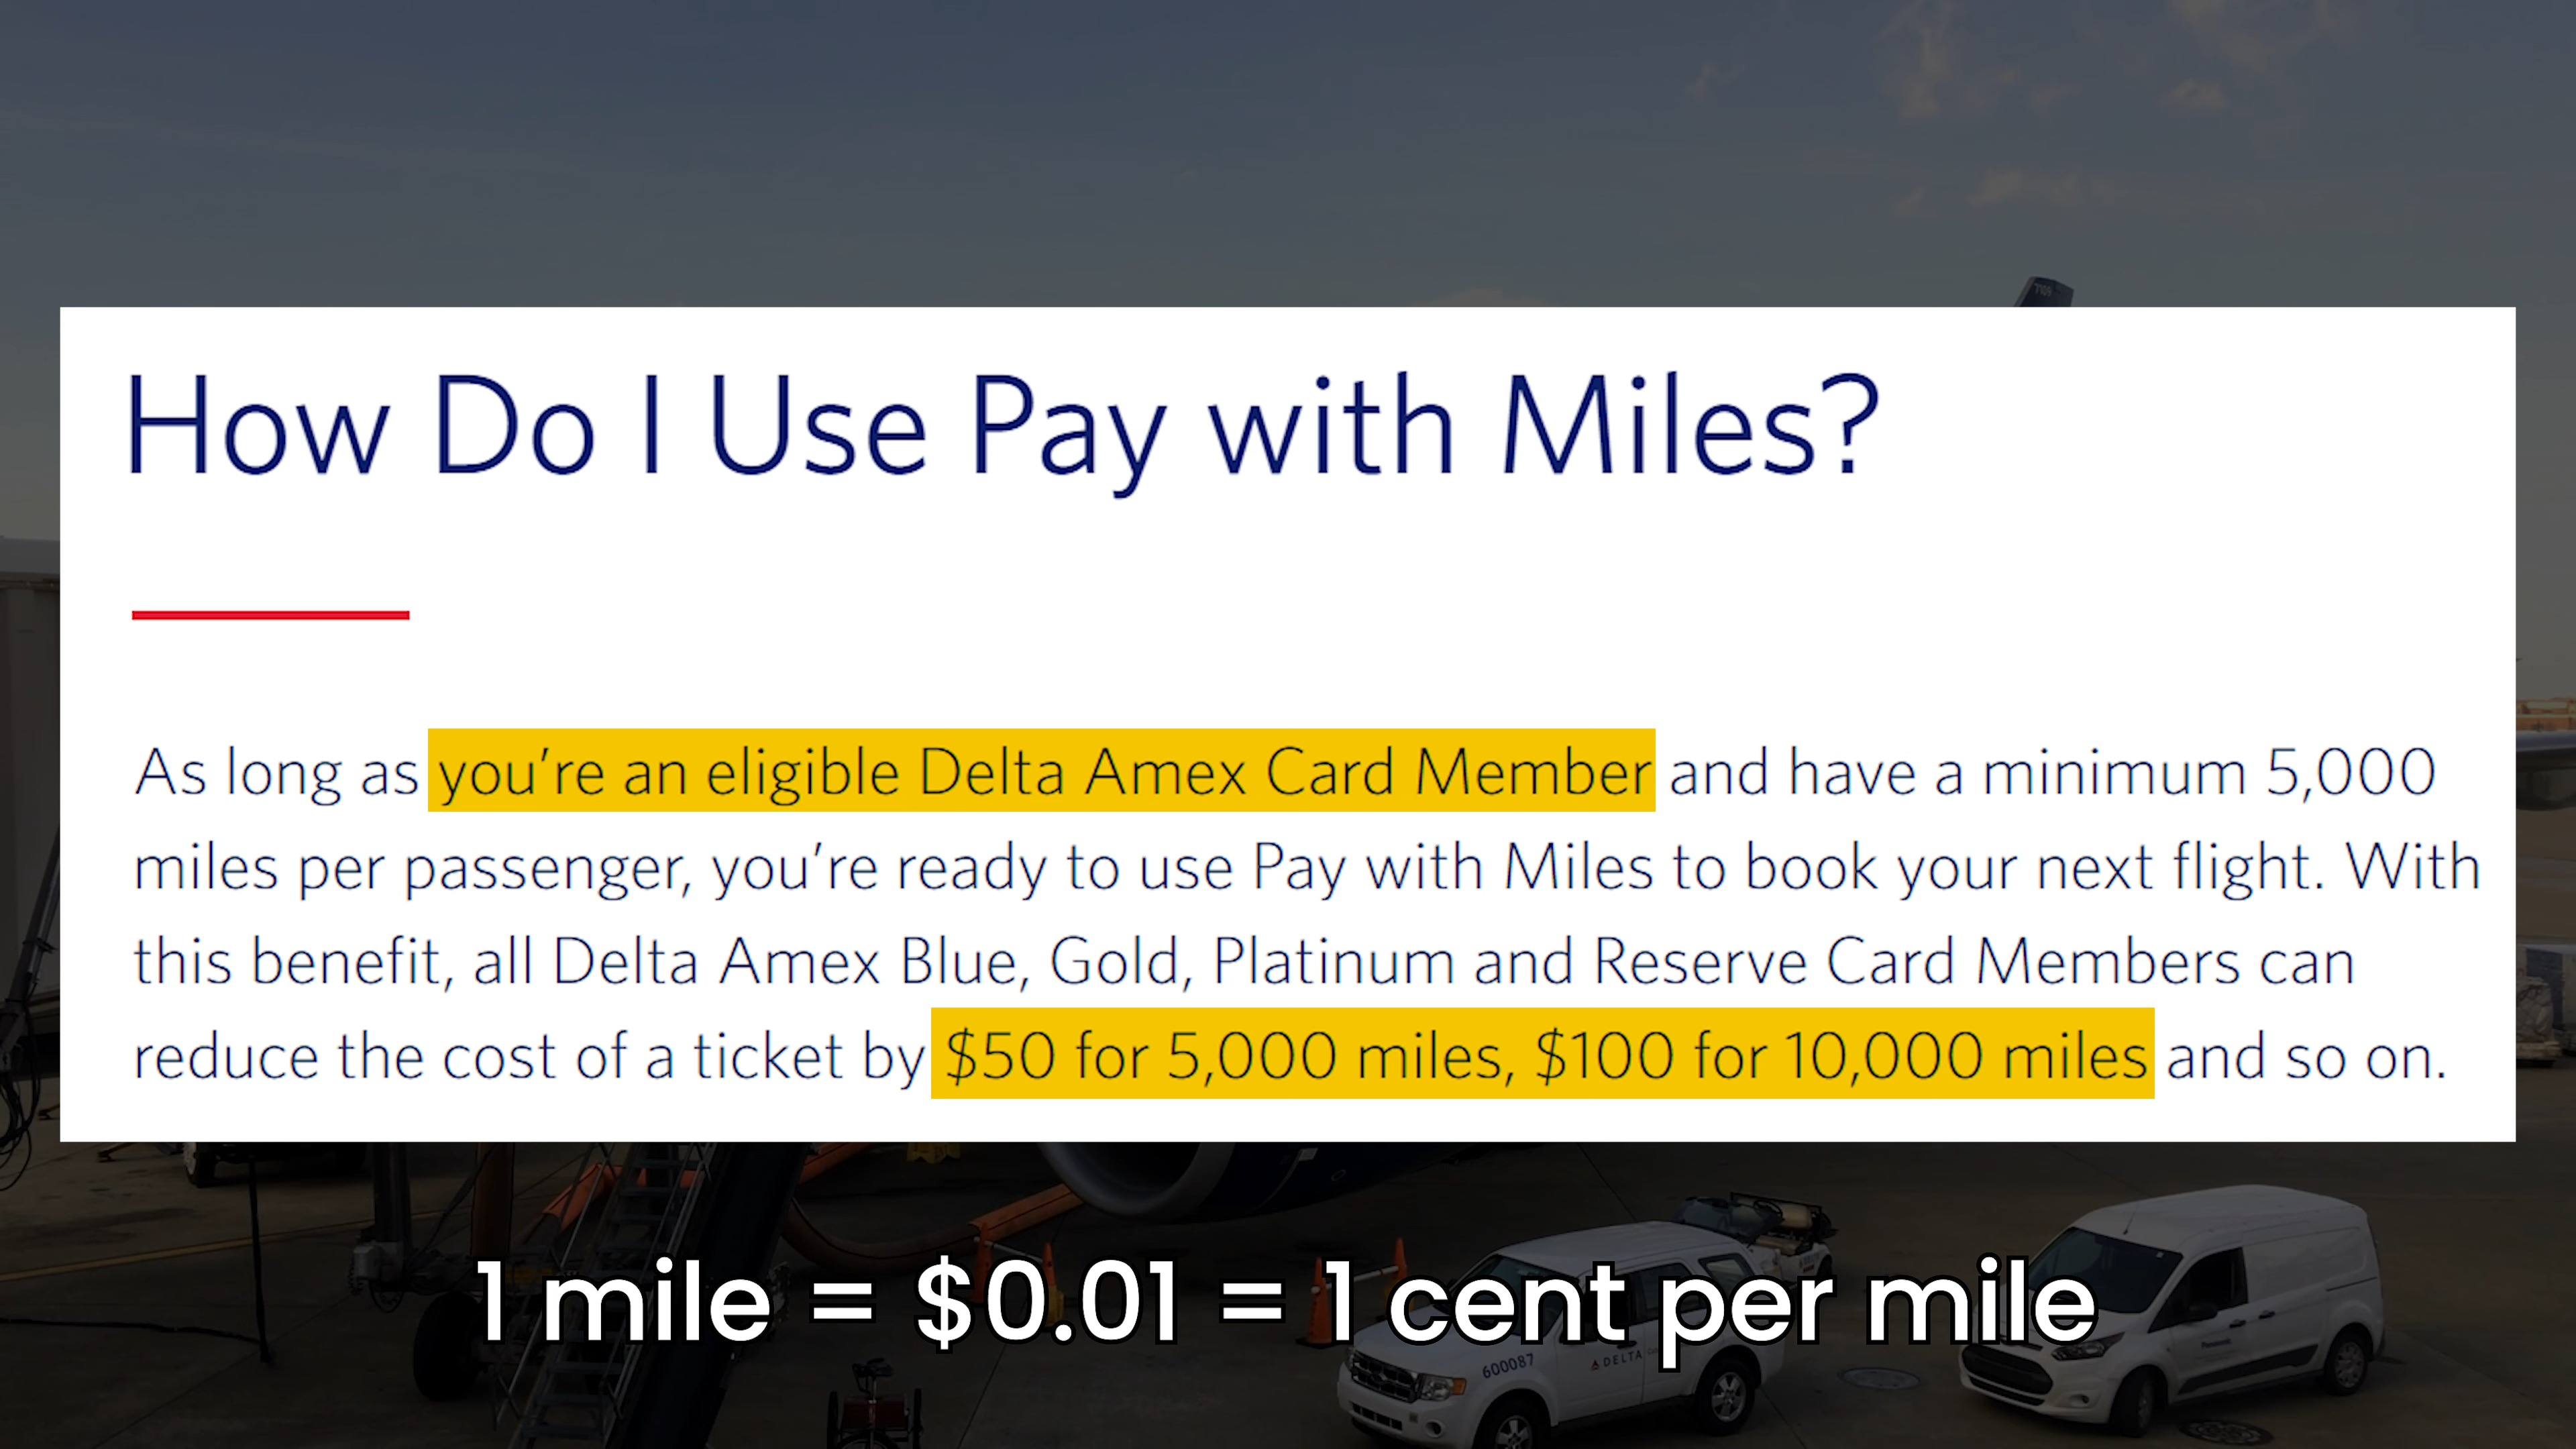 7109
How Do I Use Pay with Miles?
As long as you're an eligible Delta Amex Card Member and have a minimum 5,000
miles per passenger, you're ready to use Pay with Miles to book your next flight. With
this benefit, all Delta Amex Blue, Gold, Platinum and Reserve Card Members can
reduce the cost of a ticket by $50 for 5,000 miles, $100 for 10,000 miles and so on.
1 mile = $0.01 = 1 cent per mile
600087
DELTA